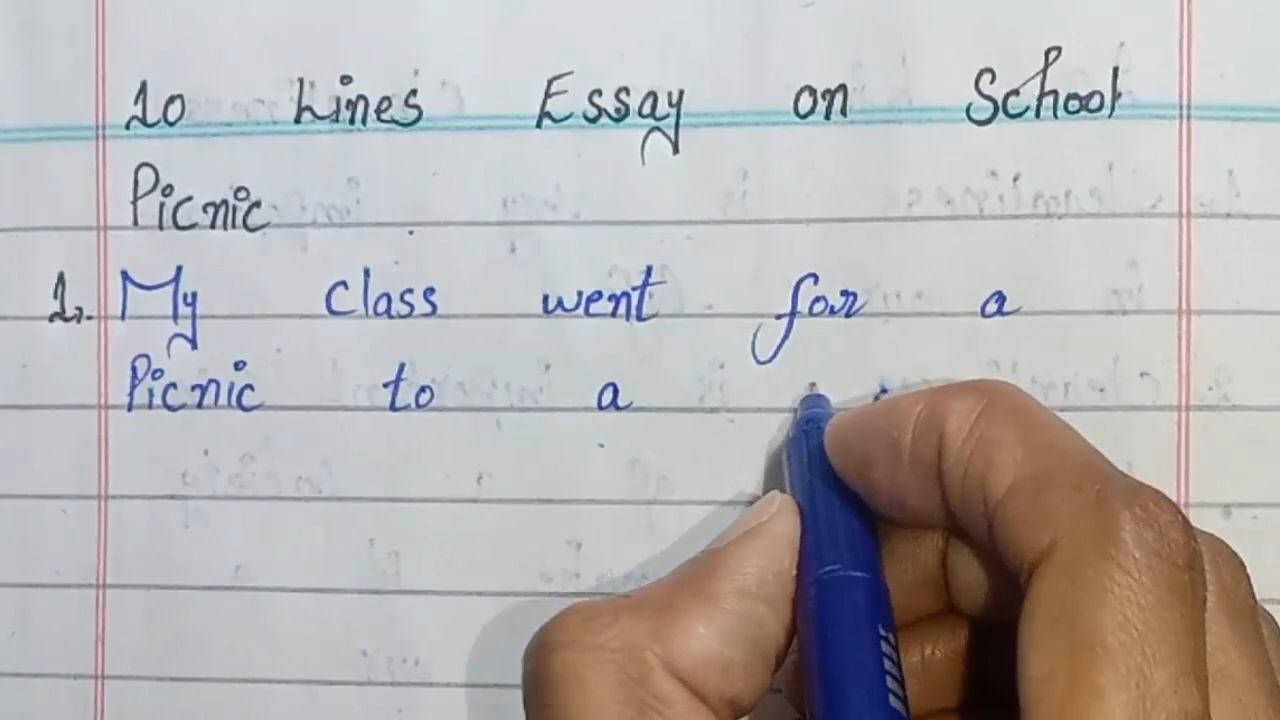 10 Lines Essay on School
Picnic
1. My class went for a
Picnic to a